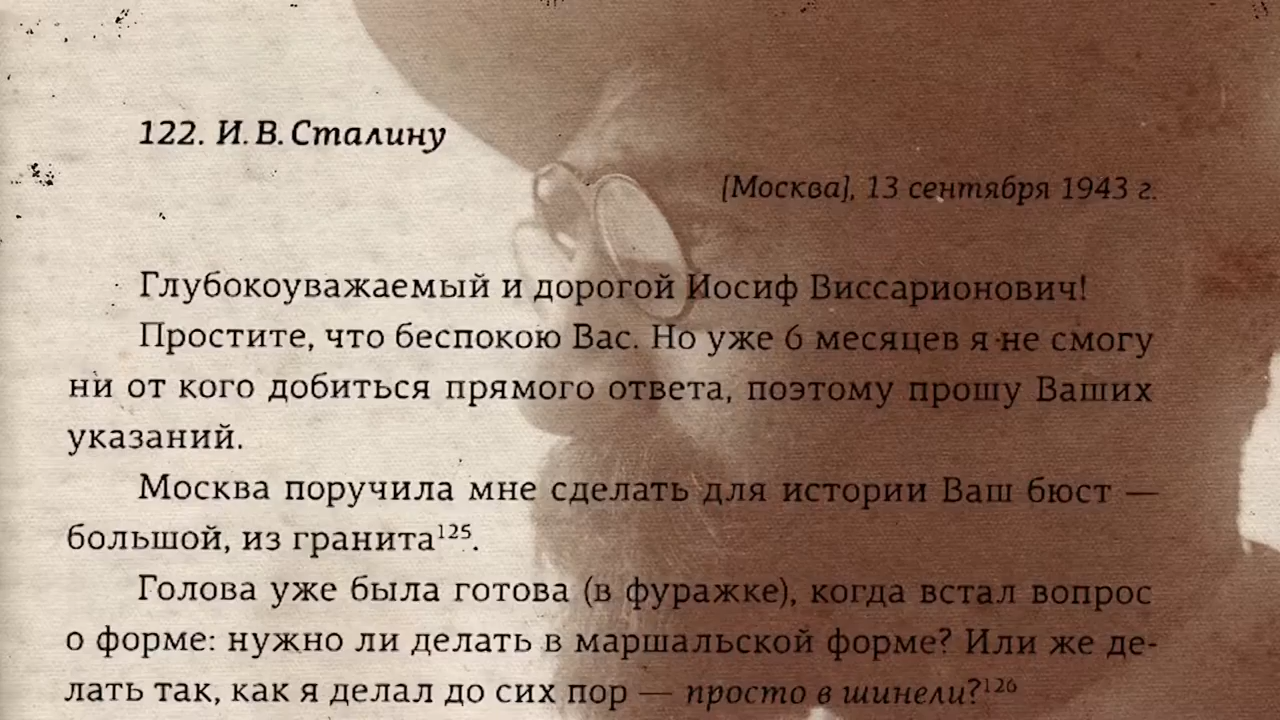 122. И. В. Сталину
[Москва], 13 сентября 1943 г.
Глубокоуважаемый и дорогой Иосиф Виссарионович!
Простите, что беспокою Вас. Но уже 6 месяцев я не смогу
ни от кого добиться прямого ответа, поэтому прошу Ваших
указаний.
Москва поручила мне сделать для истории Ваш бюст —
большой, из гранита¹²⁵.
Голова уже была готова (в фуражке), когда встал вопрос
о форме: нужно ли делать в маршальской форме? Или же де-
лать так, как я делал до сих пор — просто в шинели?¹²⁶